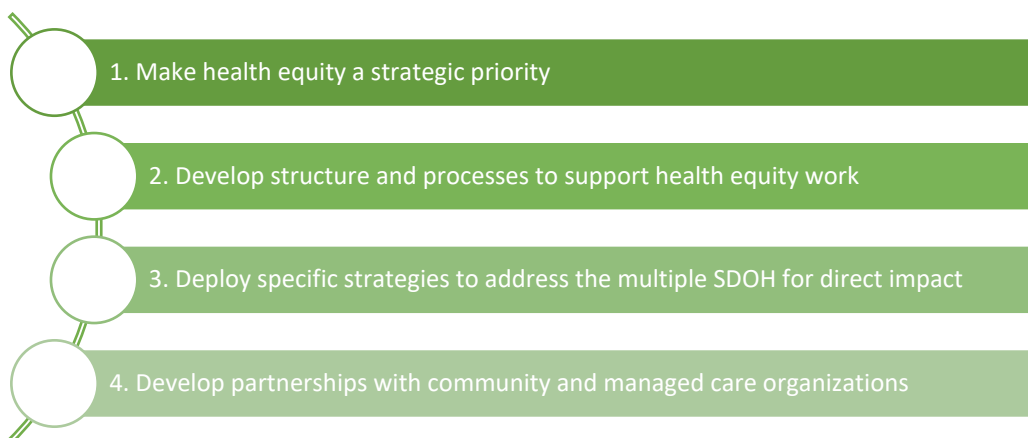 1. Make health equity a strategic priority
2. Develop structure and processes to support health equity work
3. Deploy specific strategies to address the multiple SDOH for direct impact
4. Develop partnerships with community and managed care organizations